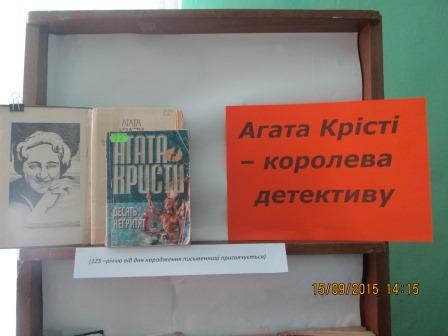 АГАТА
АГАТА
КРИСТИ
ДЕСЯТЬ
НЕГРИТЯТ
Агата Крісті
– королева
детективу
(125 –річчю від дня народження письменниці присвячується)
15/09/2015 14:15